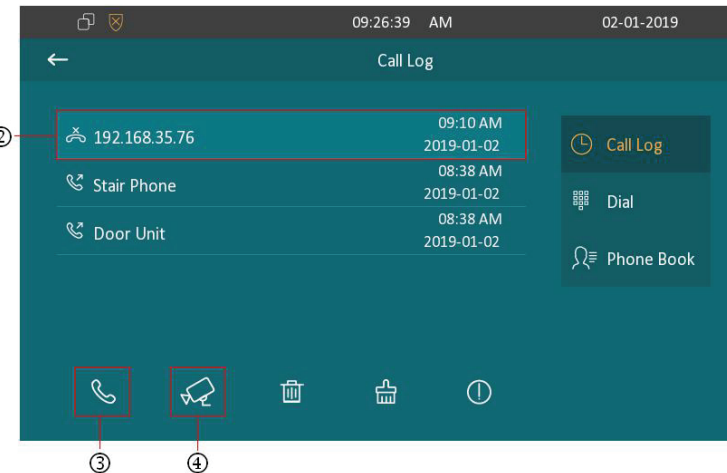 09:26:39 AM
02-01-2019
Call Log
②
192.168.35.76
09:10 AM
2019-01-02
Stair Phone
08:38 AM
2019-01-02
Door Unit
08:38 AM
2019-01-02
Call Log
Dial
Phone Book
③
④